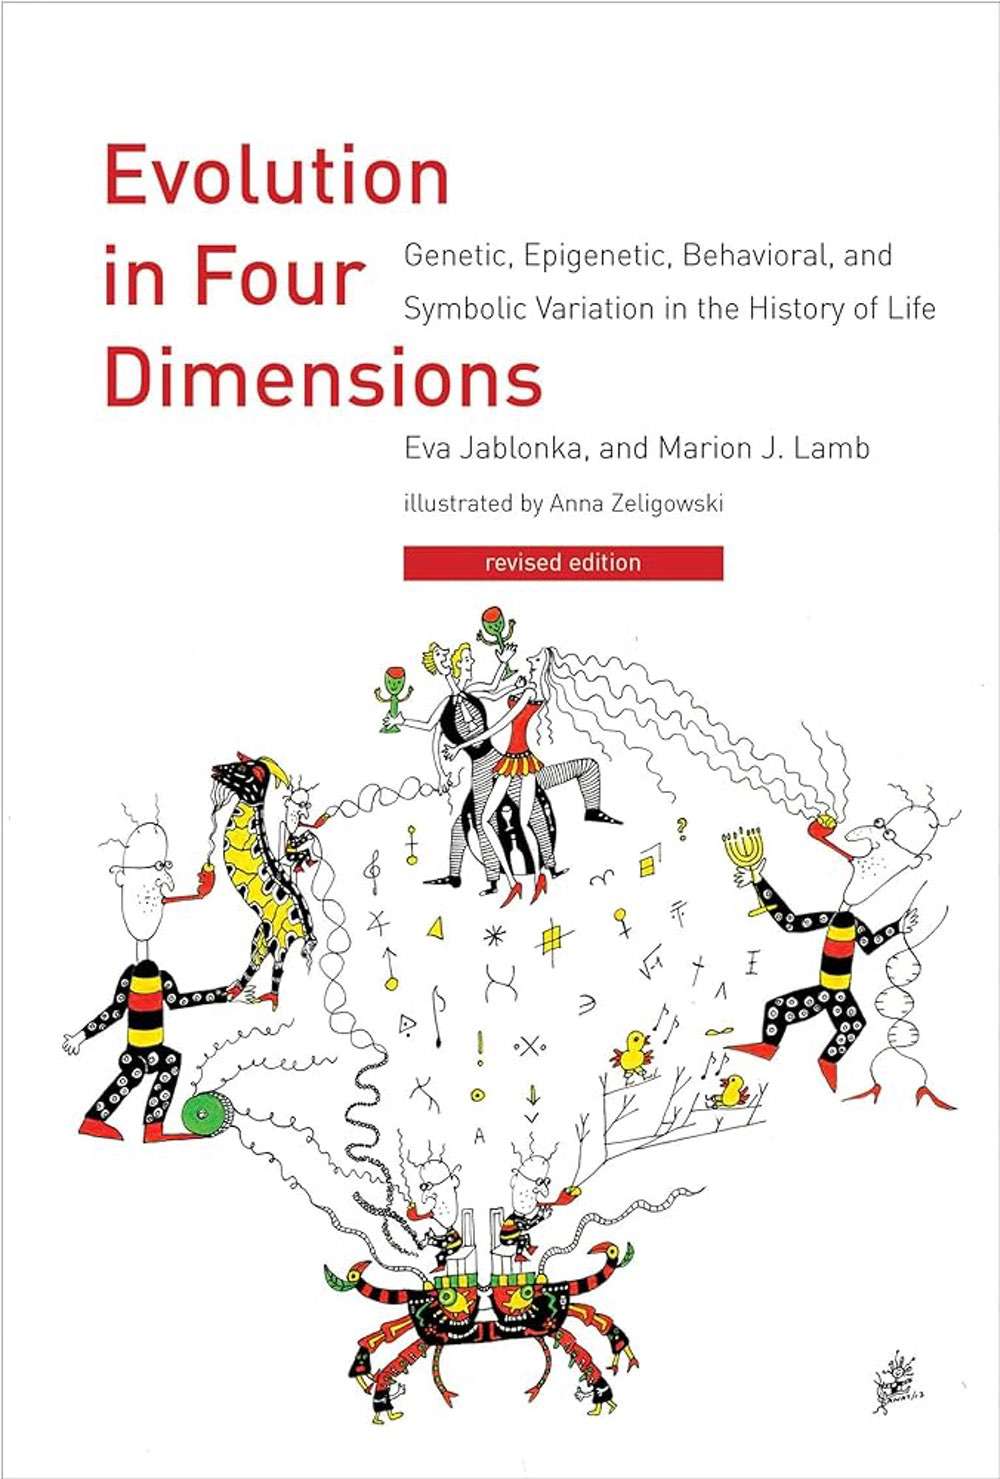 Evolution
in Four
Dimensions
Genetic, Epigenetic, Behavioral, and
Symbolic Variation in the History of Life
Eva Jablonka, and Marion J. Lamb
illustrated by Anna Zeligowski
revised edition